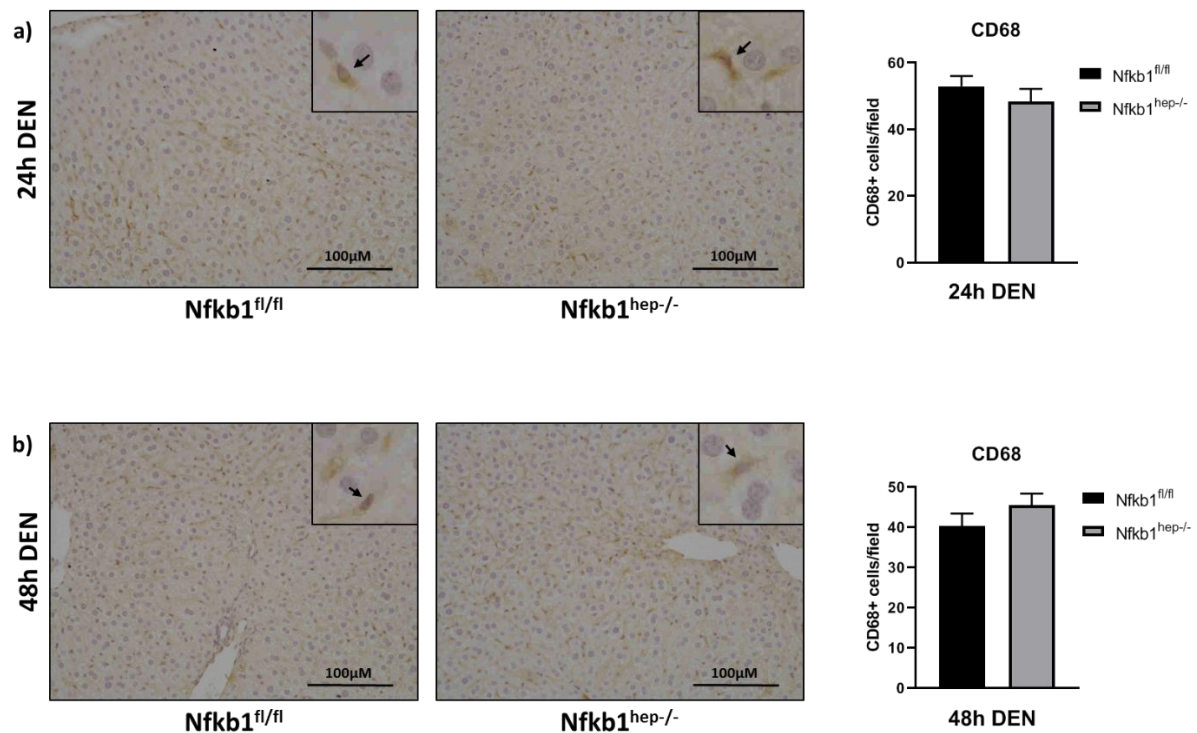 a)
24h DEN
100µM
Nfkb1fl/fl
100µM
Nfkb1hep-/-
CD68
CD68+ cells/field
60
40
20
0
Nfkb1fl/fl
Nfkb1hep-/-
24h DEN
b)
48h DEN
100µM
Nfkb1fl/fl
100µM
Nfkb1hep-/-
CD68
CD68+ cells/field
50
40
30
20
10
0
Nfkb1fl/fl
Nfkb1hep-/-
48h DEN